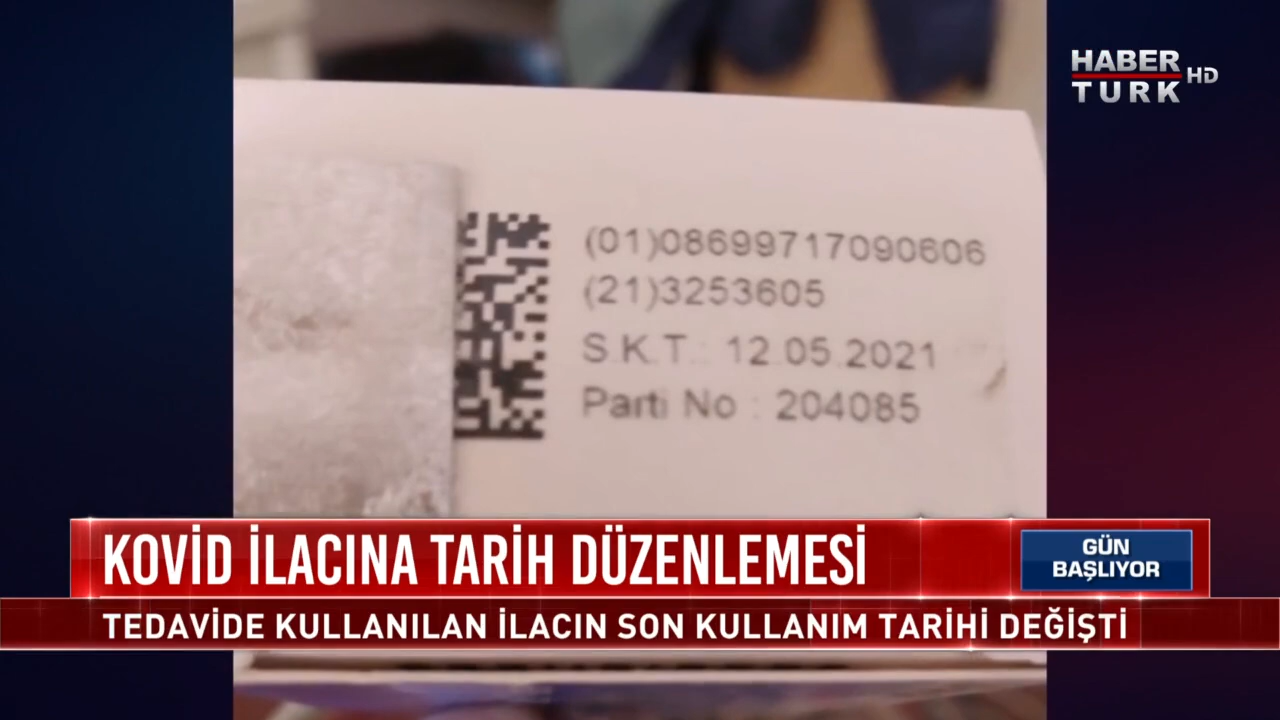 HABER
TURK HD
(01)08699717090606
(21)3253605
S.K.T.: 12.05.2021
Parti No : 204085
KOVİD İLACINA TARİH DÜZENLEMESİ
GÜN
BAŞLIYOR
TEDAVİDE KULLANILAN İLACIN SON KULLANIM TARİHİ DEĞİŞTİ